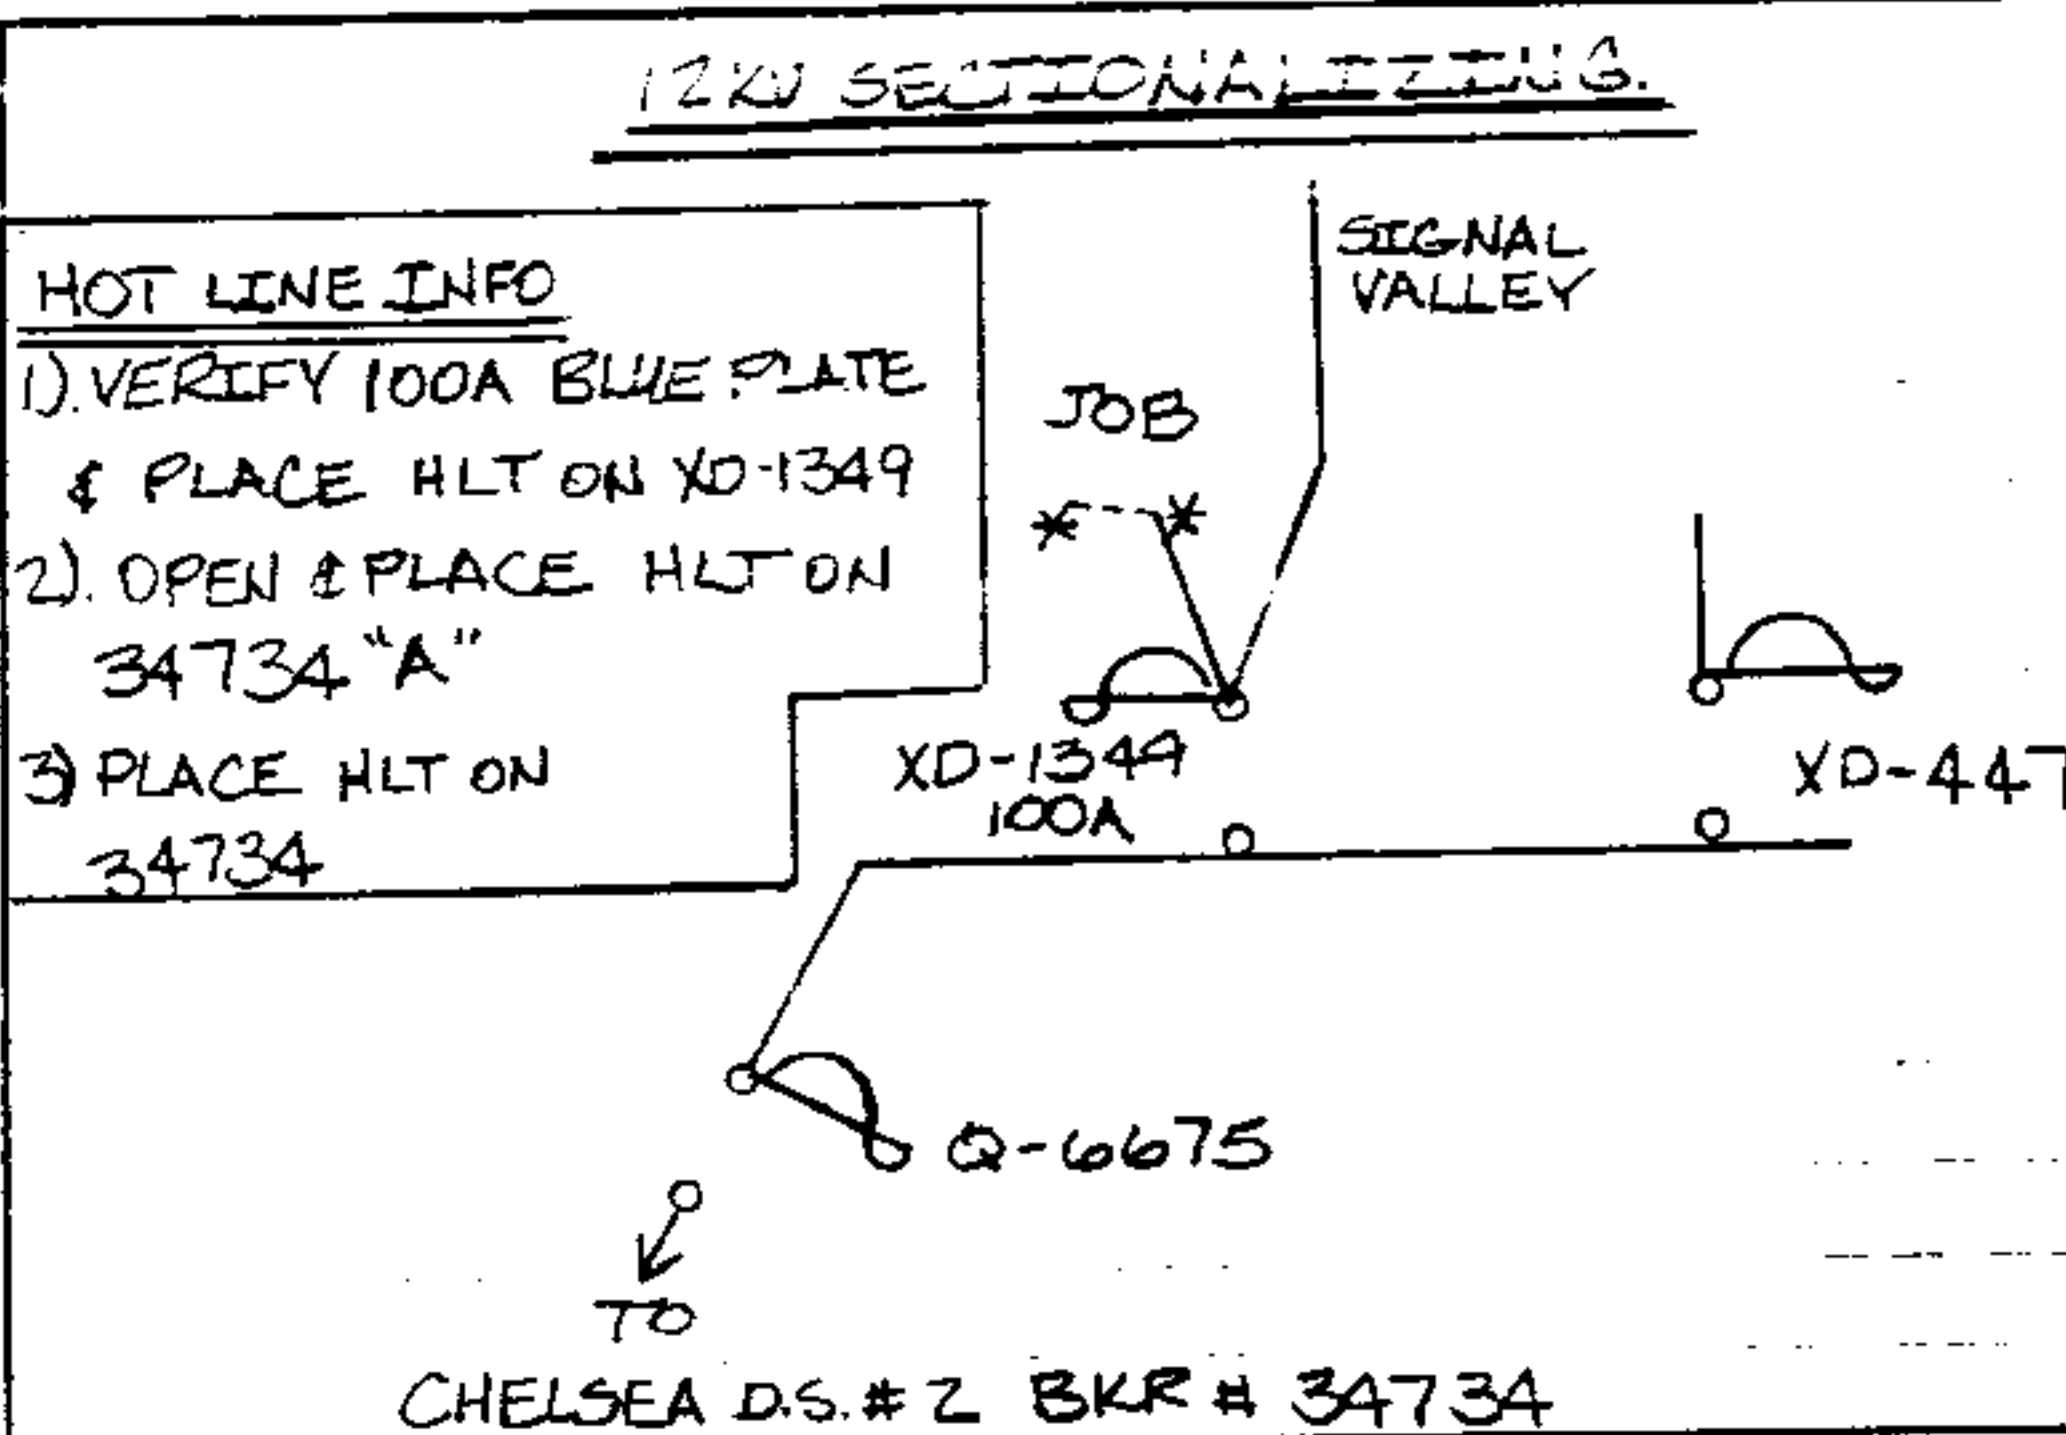 12KV SECTIONALIZING.
HOT LINE INFO
1). VERIFY 100A BLUE PLATE
& PLACE HLT ON XD-1349
2). OPEN & PLACE HLT ON
34734 "A"
3) PLACE HLT ON
34734
SIGNAL
VALLEY
JOB
XD-1349
100A
XD-447
Q-6675
TO
CHELSEA D.S. # 2 BKR # 34734